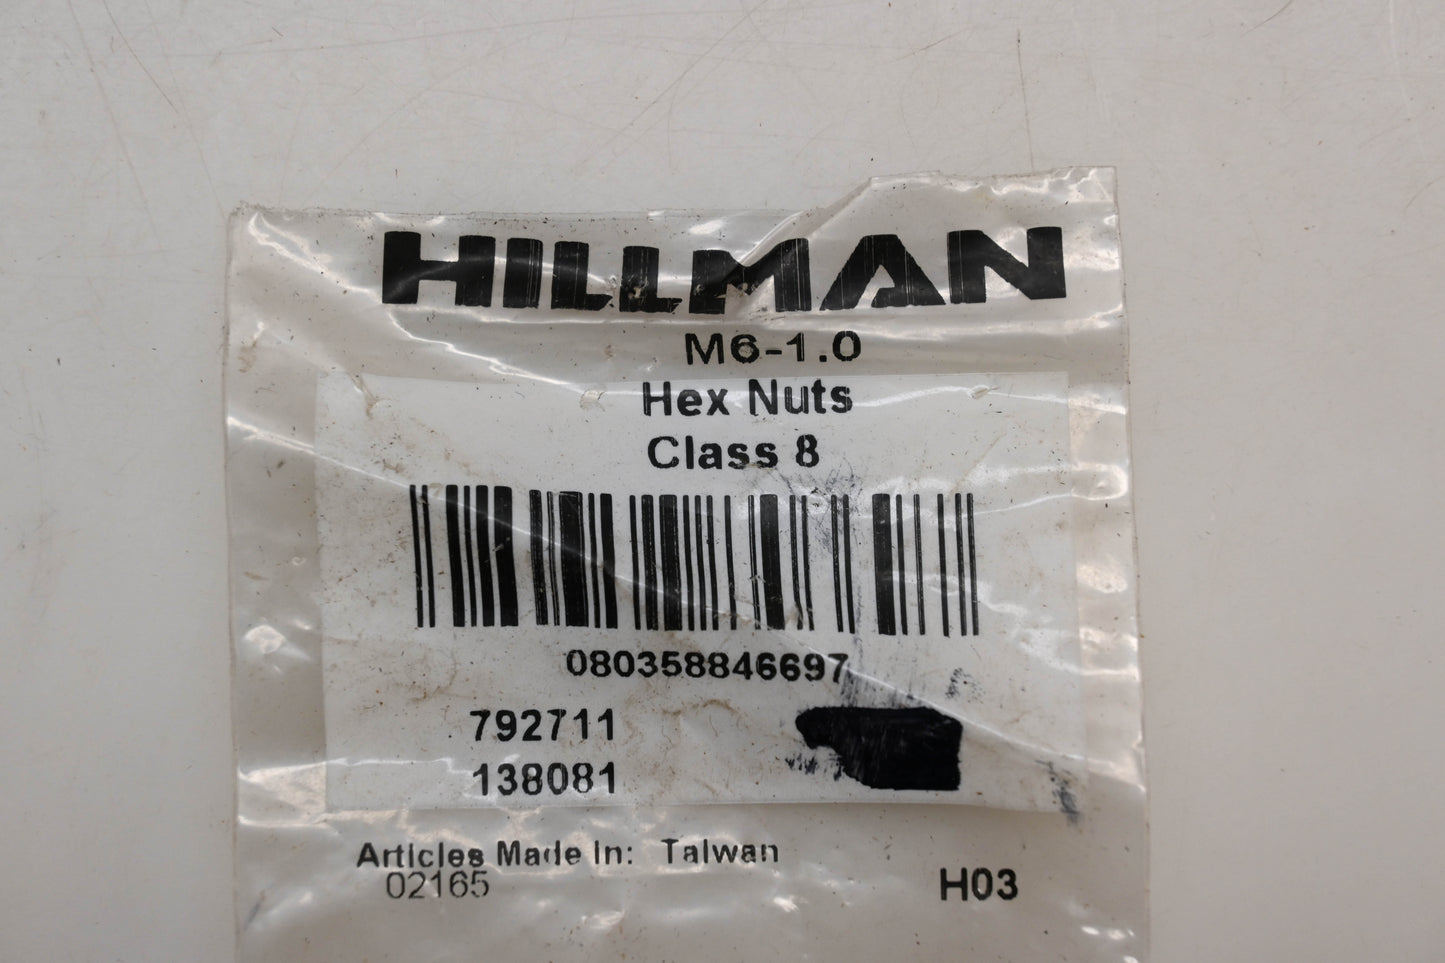 HILLMAN
M6-1.0
Hex Nuts
Class 8
080358846697
792711
138081
Articles Made In: Taiwan
02165
H03